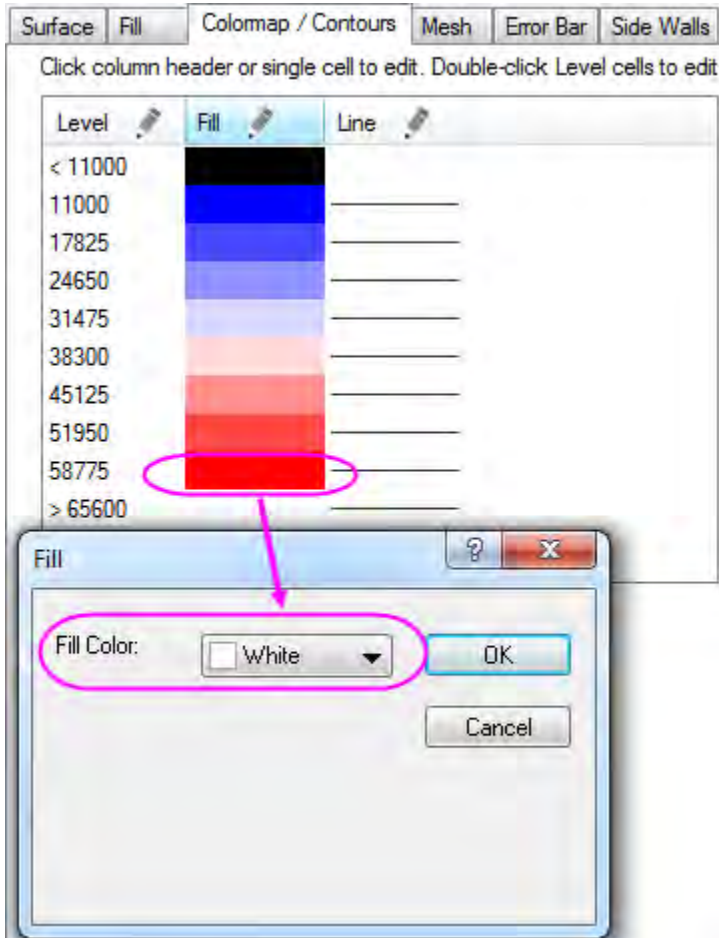 Surface Fill Colormap / Contours Mesh Error Bar Side Walls
Click column header or single cell to edit. Double-click Level cells to edit
Level Fill Line
< 11000
11000
17825
24650
31475
38300
45125
51950
58775
> 65600
Fill ? X
Fill Color: White OK
Cancel